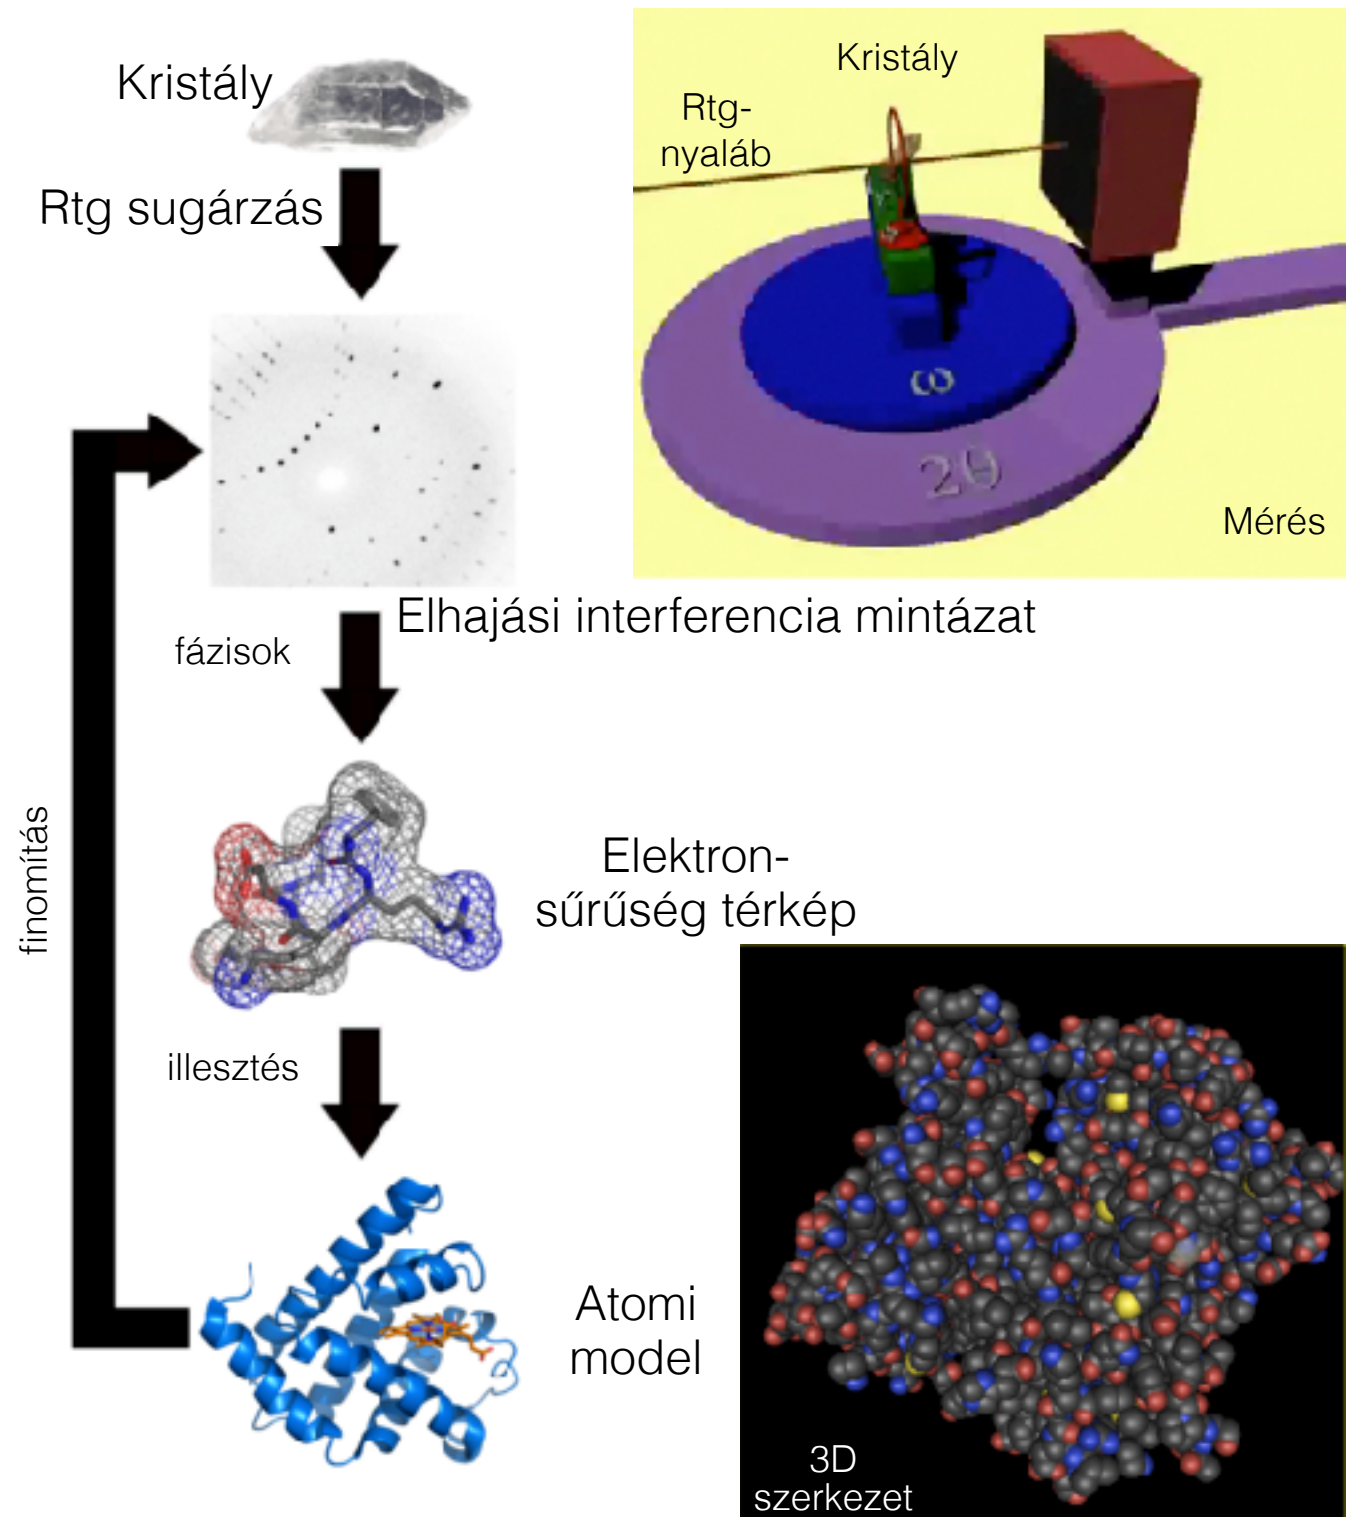 Kristály
Rtg sugárzás
Elhajási interferencia mintázat
fázisok
finomítás
Elektron-
sűrűség térkép
illesztés
Atomi
model
Kristály
Rtg-
nyaláb
ω
2θ
Mérés
3D
szerkezet